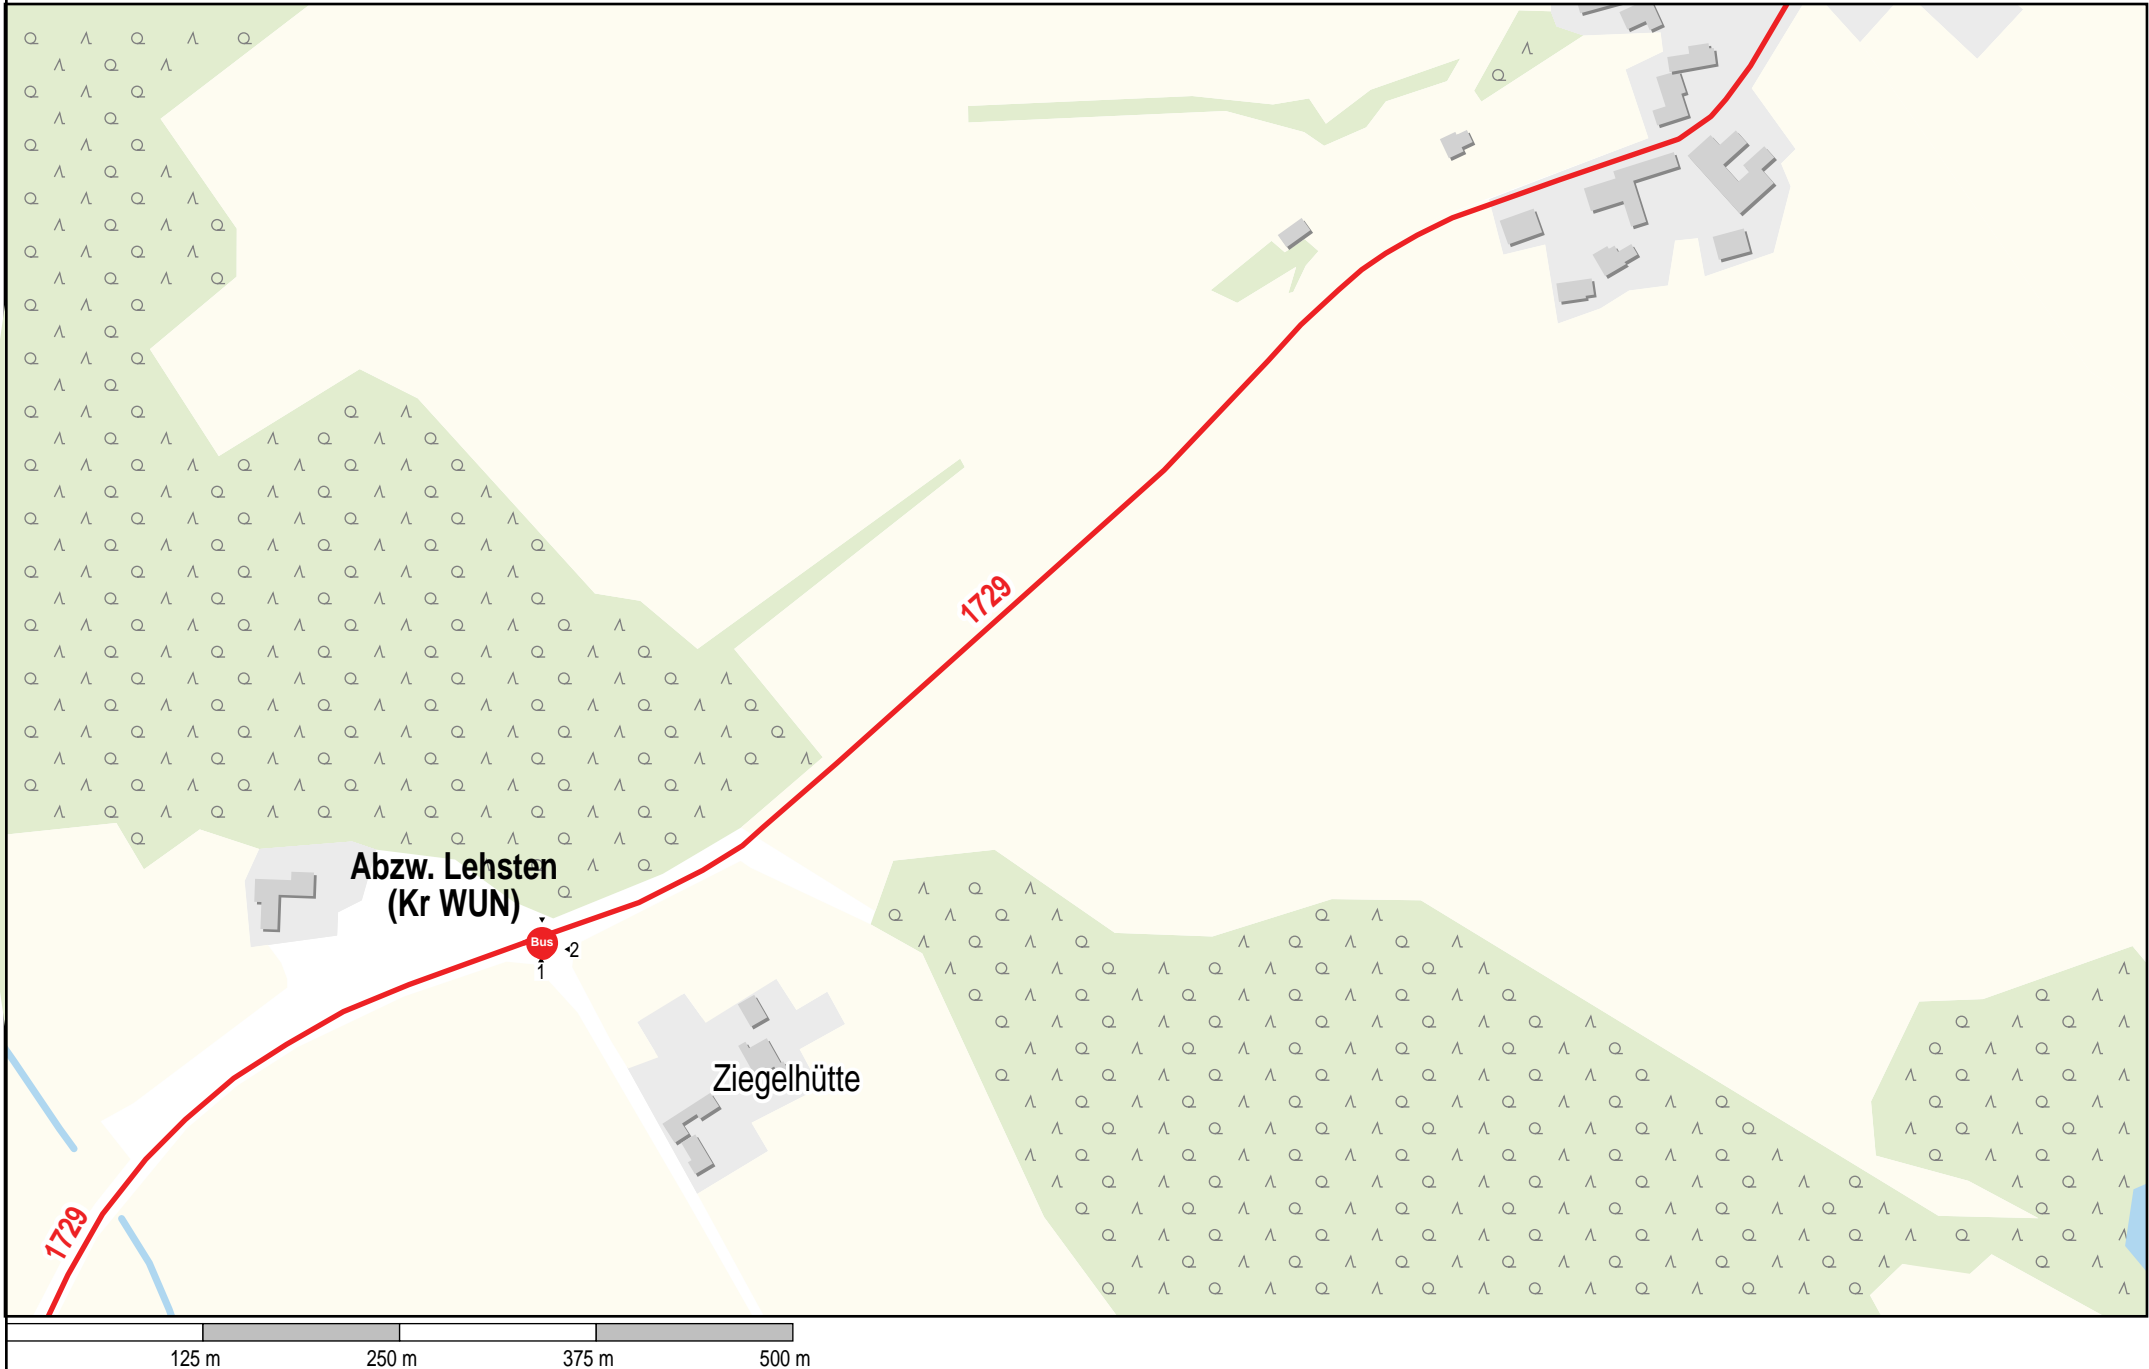 1729
Abzw. Lehsten
(Kr WUN)
Bus
2
1
Ziegelhütte
1729
125 m
250 m
375 m
500 m